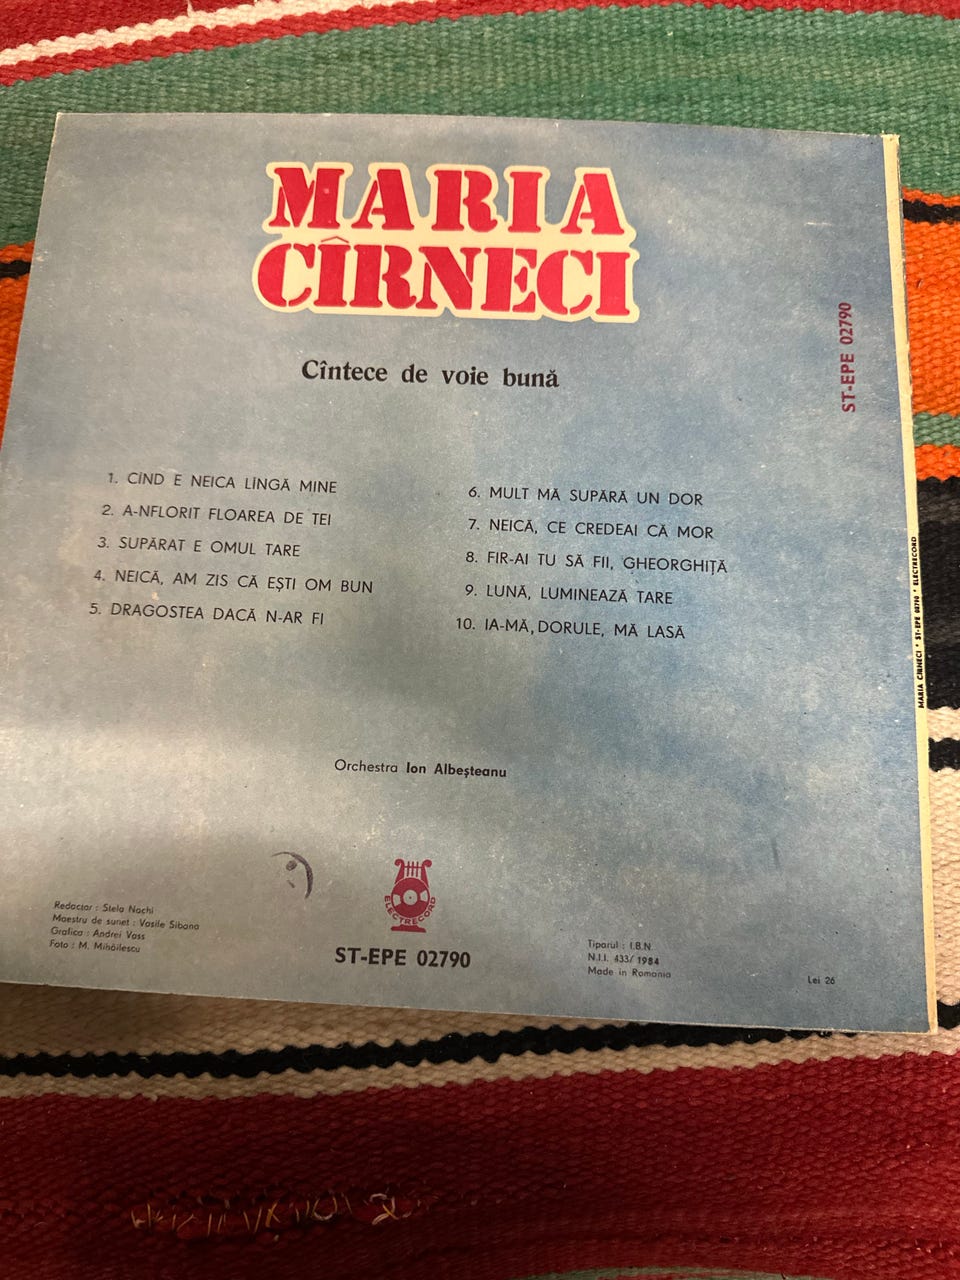 MARIA
CÎRNECI
Cîntece de voie bună
ST-EPE 02790
1. CÎND E NEICA LÎNGĂ MINE
2. A-NFLORIT FLOAREA DE TEI
3. SUPĂRAT E OMUL TARE
4. NEICĂ, AM ZIS CĂ EȘTI OM BUN
5. DRAGOSTEA DACĂ N-AR FI
6. MULT MĂ SUPĂRĂ UN DOR
7. NEICĂ, CE CREDEAI CĂ MOR
8. FIR-AI TU SĂ FII, GHEORGHIȚĂ
9. LUNĂ, LUMINEAZĂ TARE
10. IA-MĂ, DORULE, MĂ LASĂ
MARIA CÎRNECI • ST-EPE 02790 • ELECTRECORD
Orchestra Ion Albeșteanu
Redactor : Stela Nachi
Maestru de sunet : Vasile Sibana
Grafica : Andrei Vass
Foto : M. Mihăilescu
ELECTRECORD
ST-EPE 02790
Tiparul : I.B.N.
N.I.I. 433/ 1984
Made in Romania
Lei 26